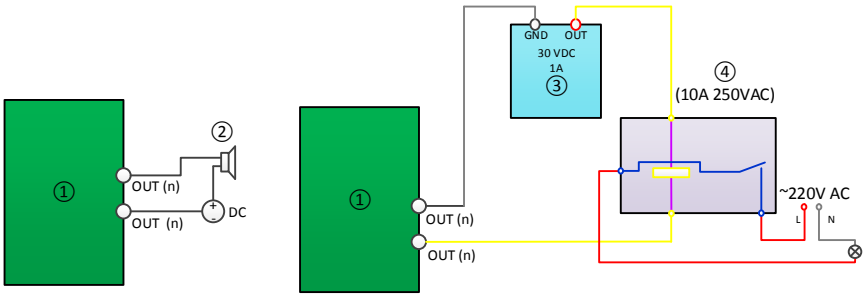 ①
②
OUT (n)
OUT (n)
DC
+
-
①
OUT (n)
OUT (n)
GND OUT
30 VDC
1A
③
④
(10A 250VAC)
~220V AC
L N